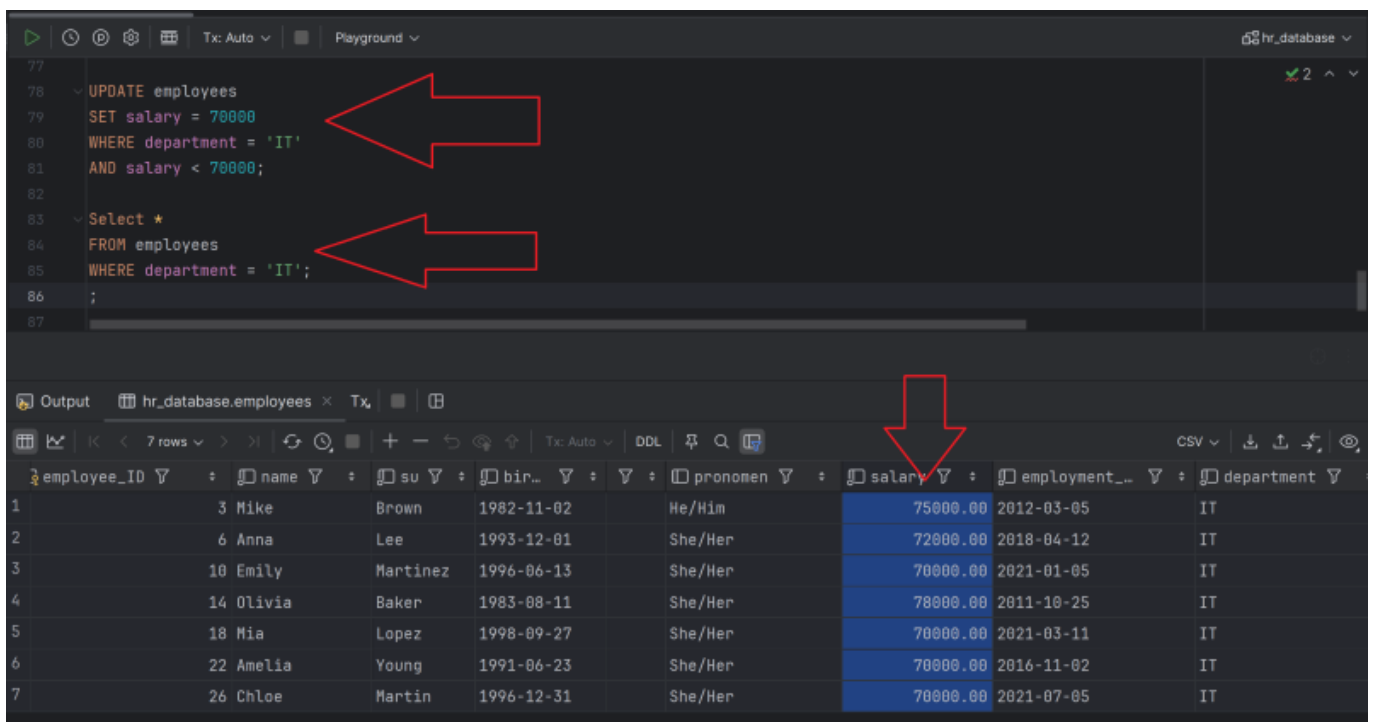 Tx: Auto Playground hr_database
77
2
78 UPDATE employees
79 SET salary = 70000
80 WHERE department = 'IT'
81 AND salary < 70000;
82
83 Select *
84 FROM employees
85 WHERE department = 'IT';
86 ;
87
Output hr_database.employees × Tx
7 rows Tx: Auto DDL CSV
employee_ID name su bir… pronomen salary employment_… department
1 3 Mike Brown 1982-11-02 He/Him 75000.00 2012-03-05 IT
2 6 Anna Lee 1993-12-01 She/Her 72000.00 2018-04-12 IT
3 10 Emily Martinez 1996-06-13 She/Her 70000.00 2021-01-05 IT
4 14 Olivia Baker 1983-08-11 She/Her 78000.00 2011-10-25 IT
5 18 Mia Lopez 1998-09-27 She/Her 70000.00 2021-03-11 IT
6 22 Amelia Young 1991-06-23 She/Her 70000.00 2016-11-02 IT
7 26 Chloe Martin 1996-12-31 She/Her 70000.00 2021-07-05 IT